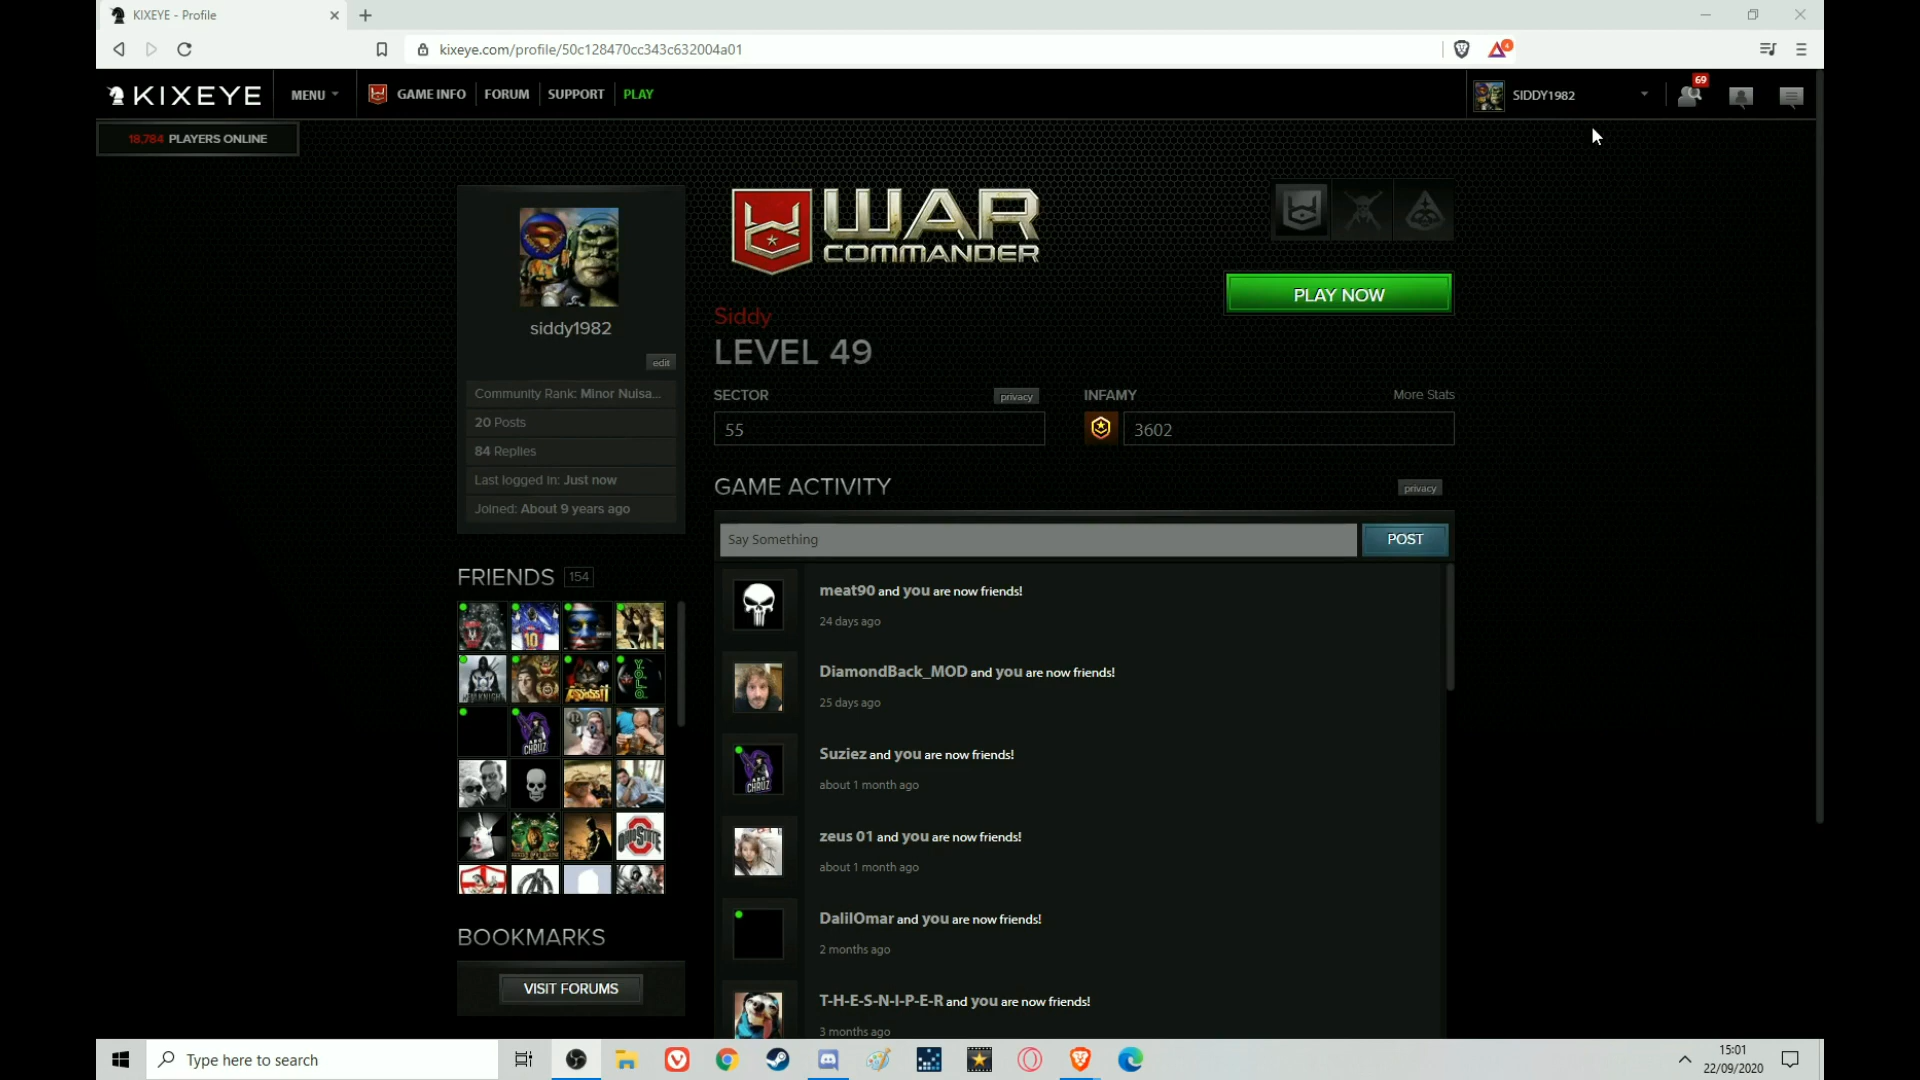 KIXEYE - Profile
kixeye.com/profile/50c128470cc343c632004a01
4
KIXEYE
MENU
GAME INFO
FORUM
SUPPORT
PLAY
SIDDY1982
69
18,784 PLAYERS ONLINE
WAR
COMMANDER
PLAY NOW
siddy1982
edit
Community Rank: Minor Nuisa...
20 Posts
84 Replies
Last logged in: Just now
Joined: About 9 years ago
Siddy
LEVEL 49
SECTOR
privacy
55
INFAMY
More Stats
3602
GAME ACTIVITY
privacy
Say Something
POST
FRIENDS 154
10
BOOKMARKS
VISIT FORUMS
meat90 and you are now friends!
24 days ago
DiamondBack_MOD and you are now friends!
25 days ago
Suziez and you are now friends!
about 1 month ago
CHRUZ
zeus 01 and you are now friends!
about 1 month ago
DalilOmar and you are now friends!
2 months ago
T-H-E-S-N-I-P-E-R and you are now friends!
3 months ago
Type here to search
15:01
22/09/2020